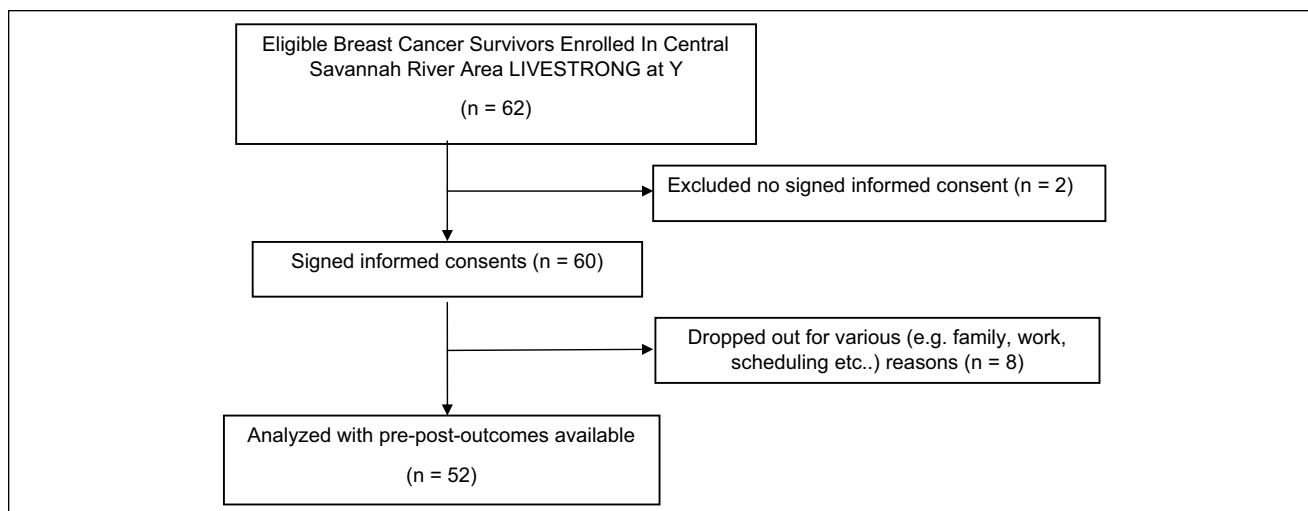 Eligible Breast Cancer Survivors Enrolled In Central
Savannah River Area LIVESTRONG at Y
(n = 62)
Excluded no signed informed consent (n = 2)
Signed informed consents (n = 60)
Dropped out for various (e.g. family, work,
scheduling etc..) reasons (n = 8)
Analyzed with pre-post-outcomes available
(n = 52)